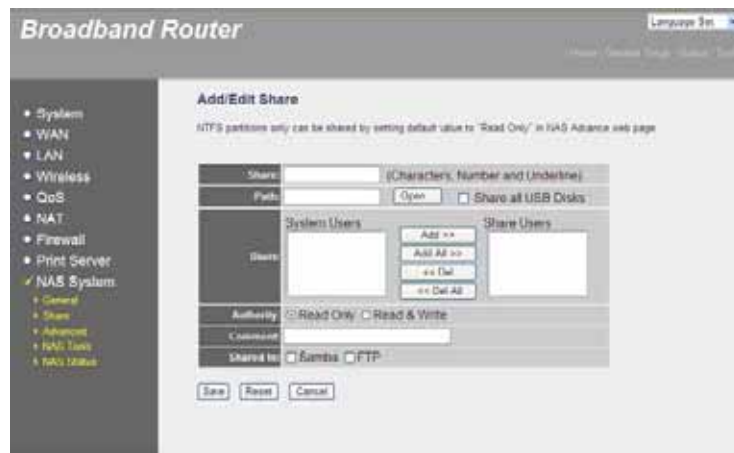 Broadband Router
Language Set.
Add/Edit Share
NTFS partitions only can be shared by setting default value to "Read Only" in NAS Advance web page
System
WAN
LAN
Wireless
QoS
NAT
Firewall
Print Server
NAS System
General
Share
Advanced
NAS Tools
NAS Status
Share: (Characters, Number and Underline)
Path: Open Share all USB Disks
System Users Share Users
Share:
Add >>
Add All >>
<< Del
<< Del All
Authority: Read Only Read & Write
Comment:
Shared to: Samba FTP
Save Reset Cancel